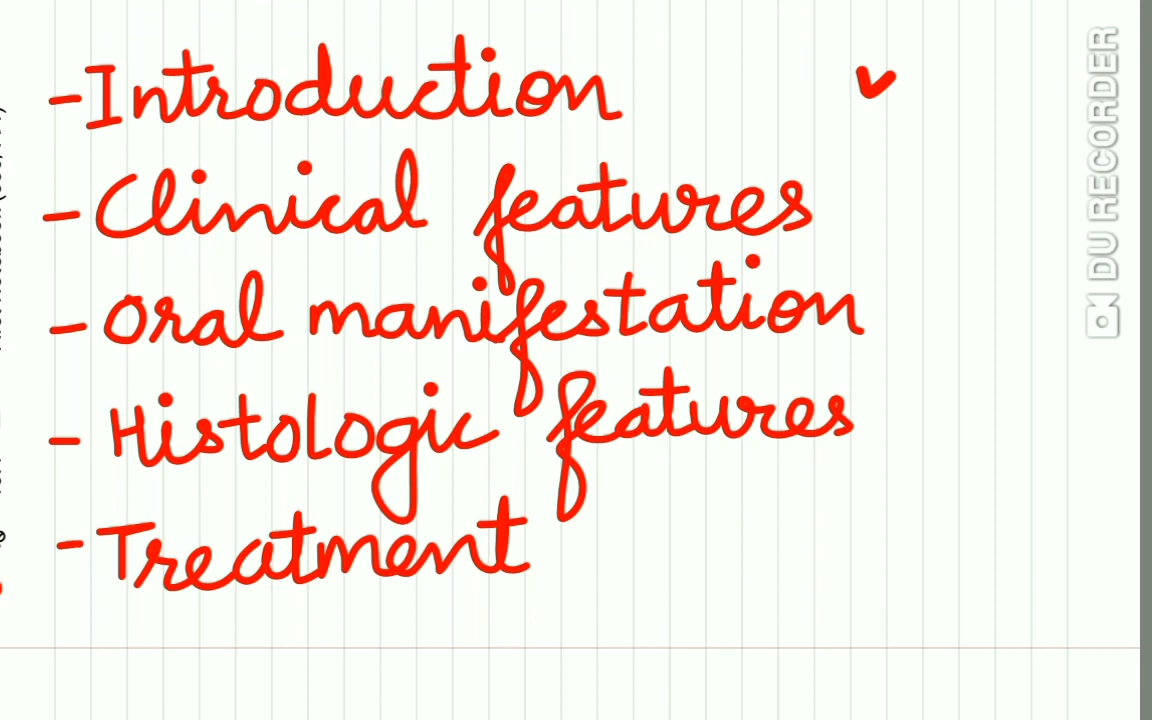 - Introduction
- Clinical features
- Oral manifestation
- Histologic features
- Treatment
DU RECORDER